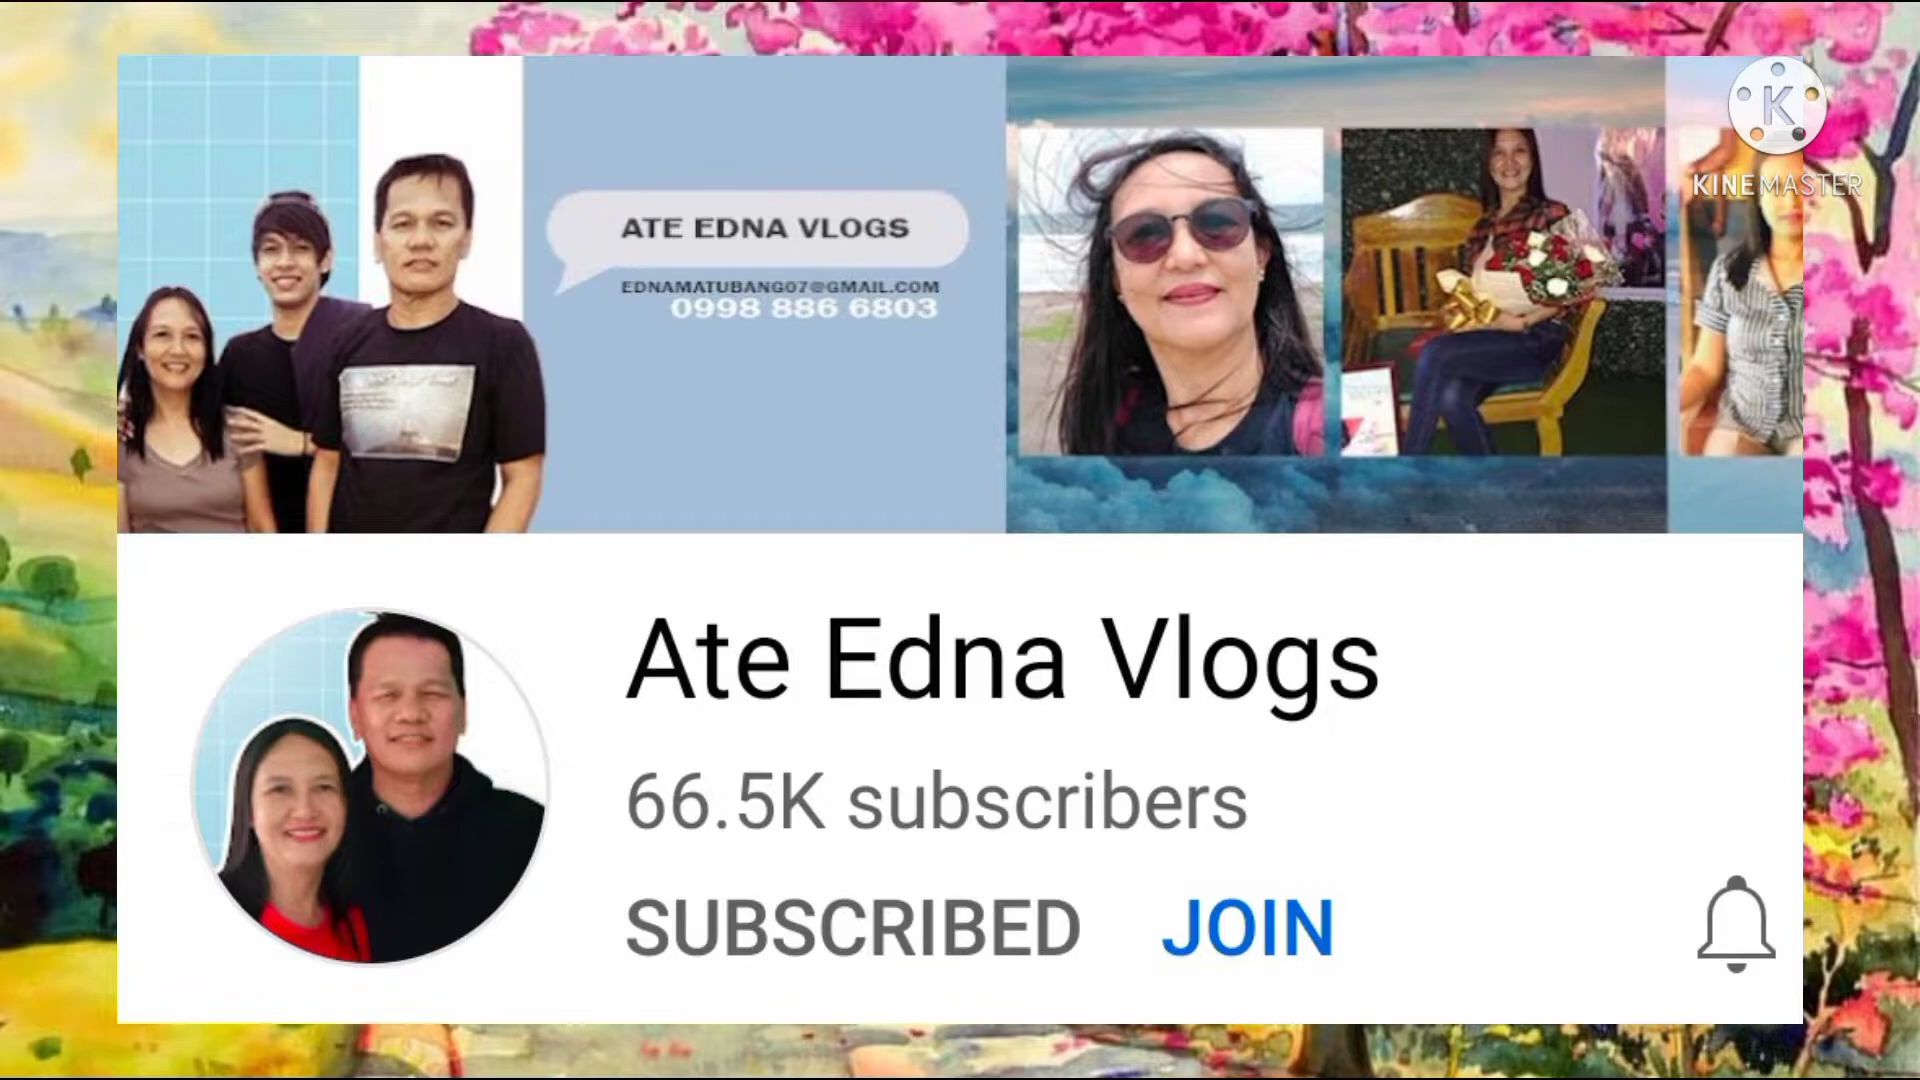 K
KINEMASTER
ATE EDNA VLOGS
EDNAMATUBANG07@GMAIL.COM
0998 886 6803
Ate Edna Vlogs
66.5K subscribers
SUBSCRIBED JOIN